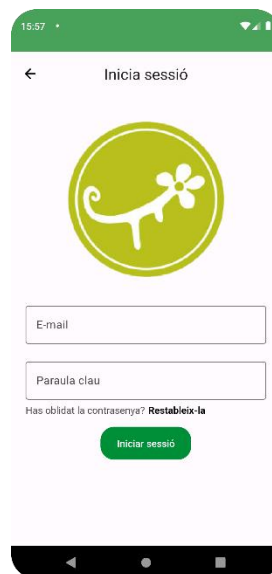 15:57
Inicia sessió
E-mail
Paraula clau
Has oblidat la contrasenya? Restableix-la
Iniciar sessió